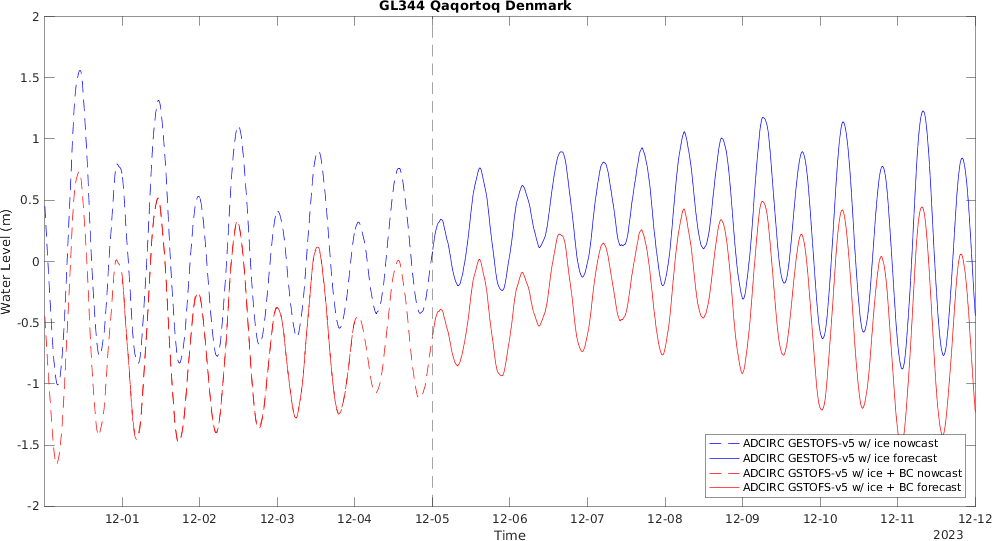 GL344 Qaqortoq Denmark
2
1.5
1
0.5
0
-0.5
-1
-1.5
-2
Water Level (m)
12-01 12-02 12-03 12-04 12-05 12-06 12-07 12-08 12-09 12-10 12-11 12-12
Time
2023
ADCIRC GESTOFS-v5 w/ ice nowcast
ADCIRC GESTOFS-v5 w/ ice forecast
ADCIRC GSTOFS-v5 w/ ice + BC nowcast
ADCIRC GSTOFS-v5 w/ ice + BC forecast